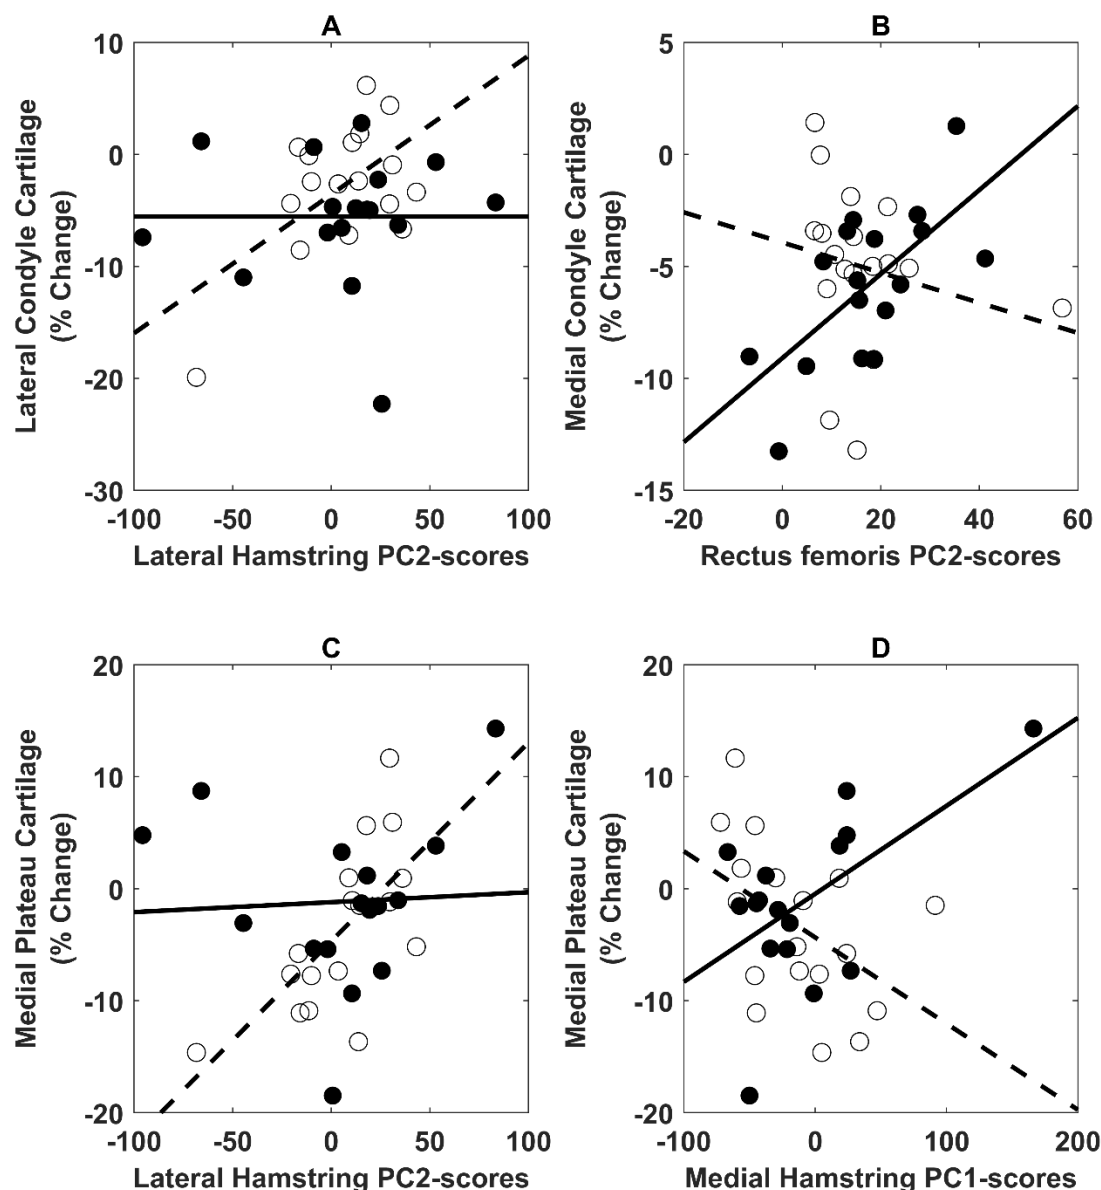 A
Lateral Condyle Cartilage
(% Change)
10
0
-10
-20
-30
-100
-50
0
50
100
Lateral Hamstring PC2-scores
B
Medial Condyle Cartilage
(% Change)
5
0
-5
-10
-15
-20
0
20
40
60
Rectus femoris PC2-scores
C
Medial Plateau Cartilage
(% Change)
20
10
0
-10
-20
-100
-50
0
50
100
Lateral Hamstring PC2-scores
D
Medial Plateau Cartilage
(% Change)
20
10
0
-10
-20
-100
0
100
200
Medial Hamstring PC1-scores